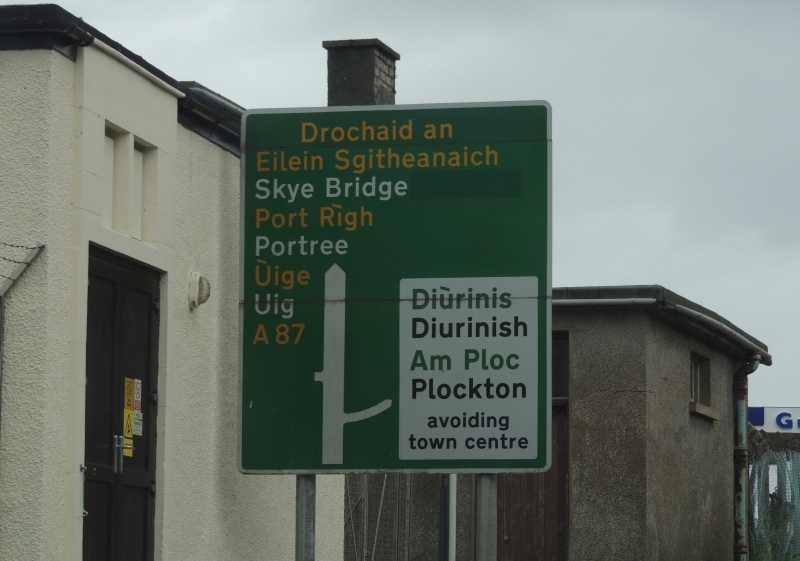 Drochaid an
Eilein Sgitheanaich
Skye Bridge
Port Rìgh
Portree
Ùige
Uig
A 87
Diùrinis
Diurinish
Am Ploc
Plockton
avoiding
town centre